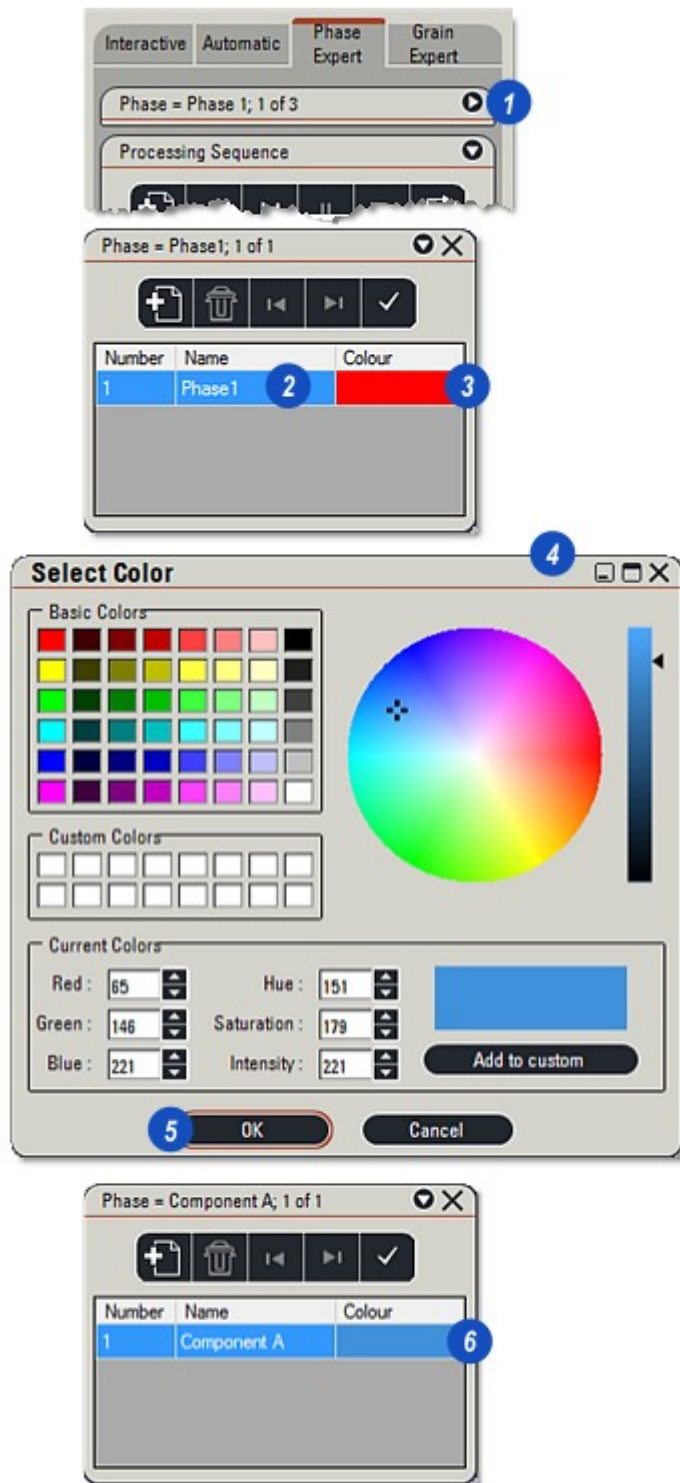 Interactive Automatic Phase Expert Grain Expert
Phase = Phase 1; 1 of 3 1
Processing Sequence
Phase = Phase1; 1 of 1
Number Name Colour
1 Phase1 2 3
4
Select Color
Basic Colors
Custom Colors
Current Colors
Red : 65 Hue : 151
Green : 146 Saturation : 179
Blue : 221 Intensity : 221 Add to custom
5 OK Cancel
Phase = Component A; 1 of 1
Number Name Colour
1 Component A 6